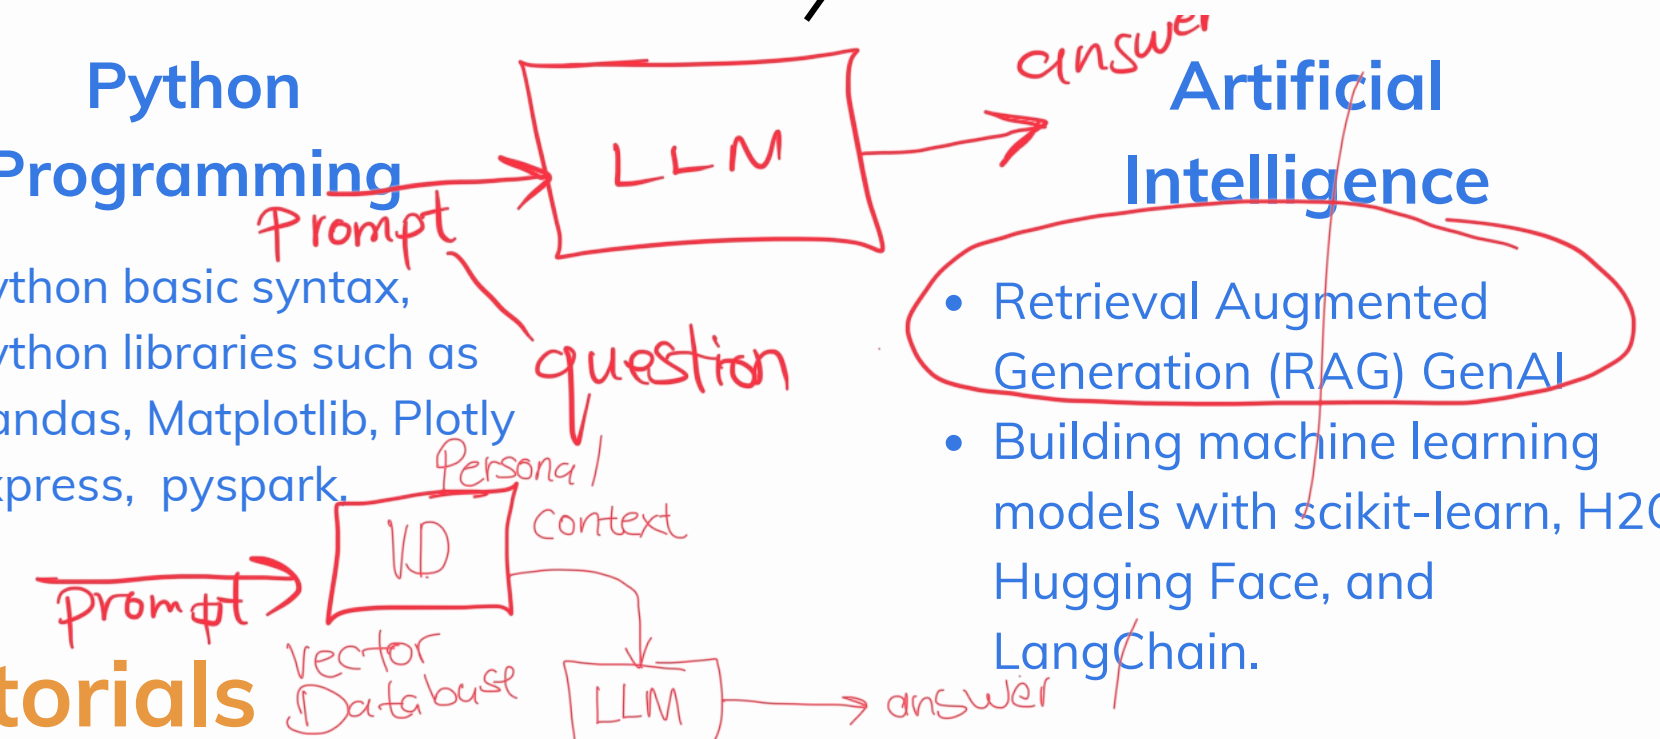 Python
Programming
ython basic syntax,
ython libraries such as
andas, Matplotlib, Plotly
xpress, pyspark.
torials
Prompt
LLM
answer
question
Personal
context
VD
prompt
vector
Database
LLM
answer
Artificial
Intelligence
• Retrieval Augmented
Generation (RAG) GenAI
• Building machine learning
models with scikit-learn, H2O
Hugging Face, and
LangChain.